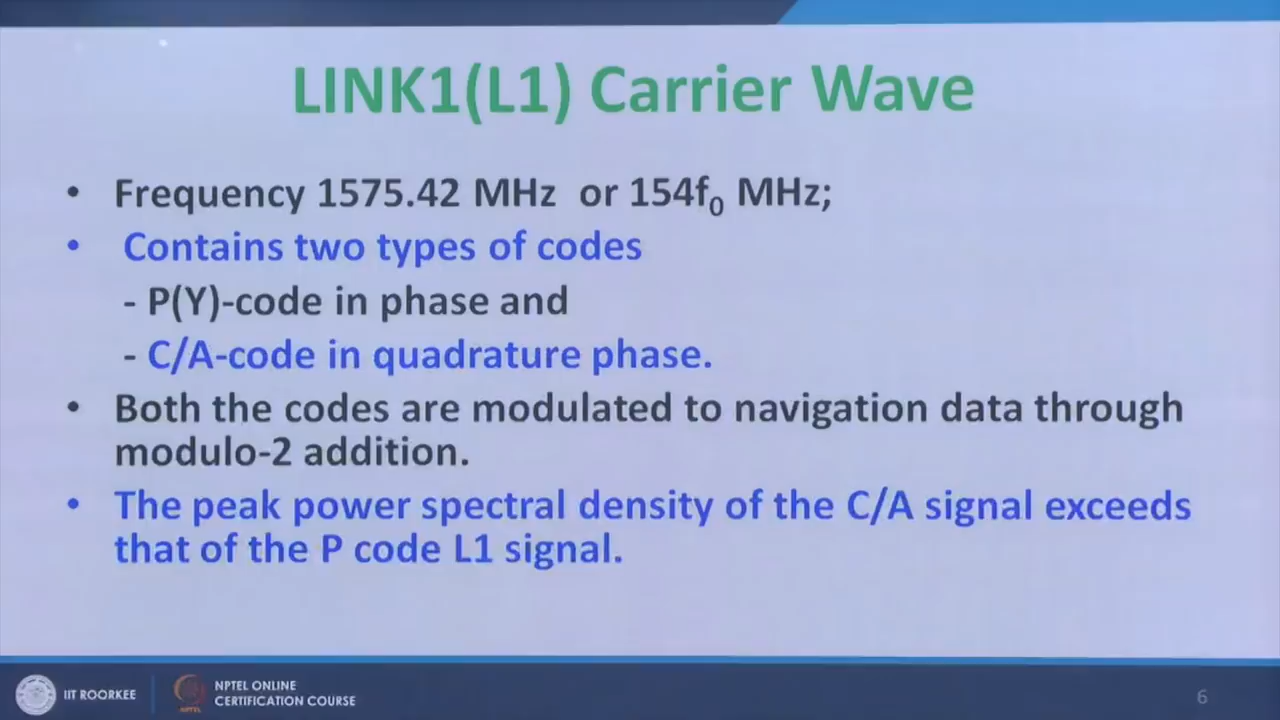 LINK1(L1) Carrier Wave
• Frequency 1575.42 MHz or 154f₀ MHz;
• Contains two types of codes
- P(Y)-code in phase and
- C/A-code in quadrature phase.
• Both the codes are modulated to navigation data through
modulo-2 addition.
• The peak power spectral density of the C/A signal exceeds
that of the P code L1 signal.
IIT ROORKEE
NPTEL ONLINE
CERTIFICATION COURSE
6